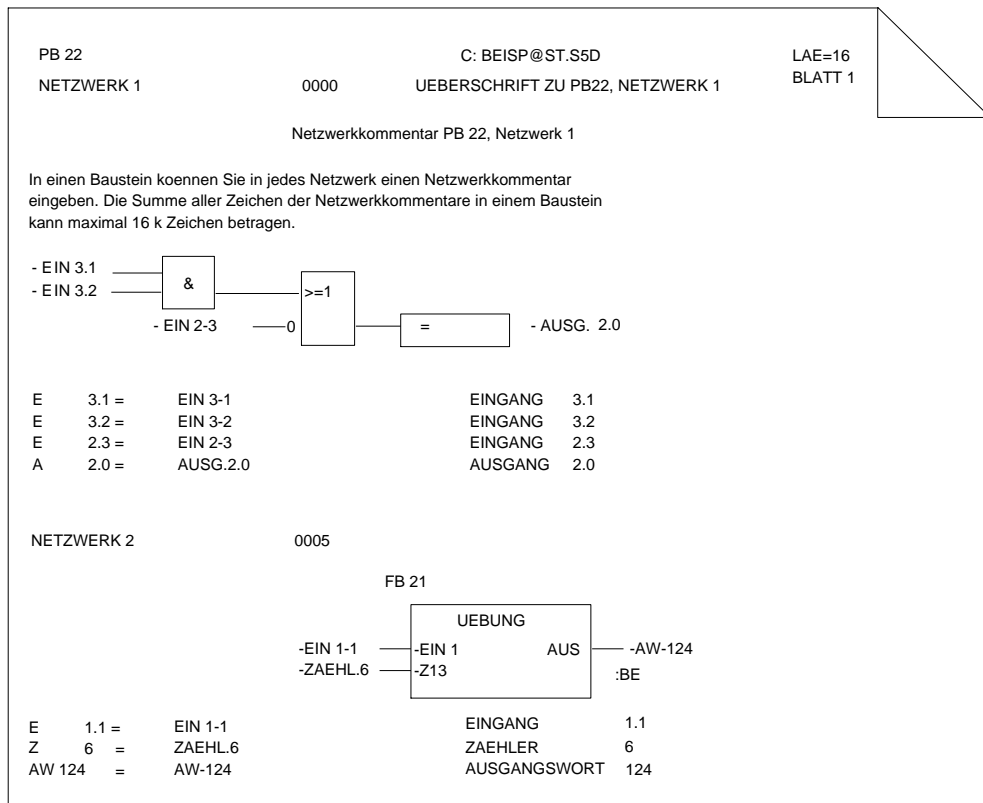 PB 22 C: BEISP@ST.S5D LAE=16
NETZWERK 1 0000 UEBERSCHRIFT ZU PB22, NETZWERK 1 BLATT 1
Netzwerkkommentar PB 22, Netzwerk 1
In einen Baustein koennen Sie in jedes Netzwerk einen Netzwerkkommentar
eingeben. Die Summe aller Zeichen der Netzwerkkommentare in einem Baustein
kann maximal 16 k Zeichen betragen.
- EIN 3.1
- EIN 3.2
&
>=1
- EIN 2-3 0 = - AUSG. 2.0
E 3.1 = EIN 3-1 EINGANG 3.1
E 3.2 = EIN 3-2 EINGANG 3.2
E 2.3 = EIN 2-3 EINGANG 2.3
A 2.0 = AUSG.2.0 AUSGANG 2.0
NETZWERK 2 0005
FB 21
UEBUNG
-EIN 1-1 -EIN 1 AUS -AW-124
-ZAEHL.6 -Z13 :BE
E 1.1 = EIN 1-1 EINGANG 1.1
Z 6 = ZAEHL.6 ZAEHLER 6
AW 124 = AW-124 AUSGANGSWORT 124